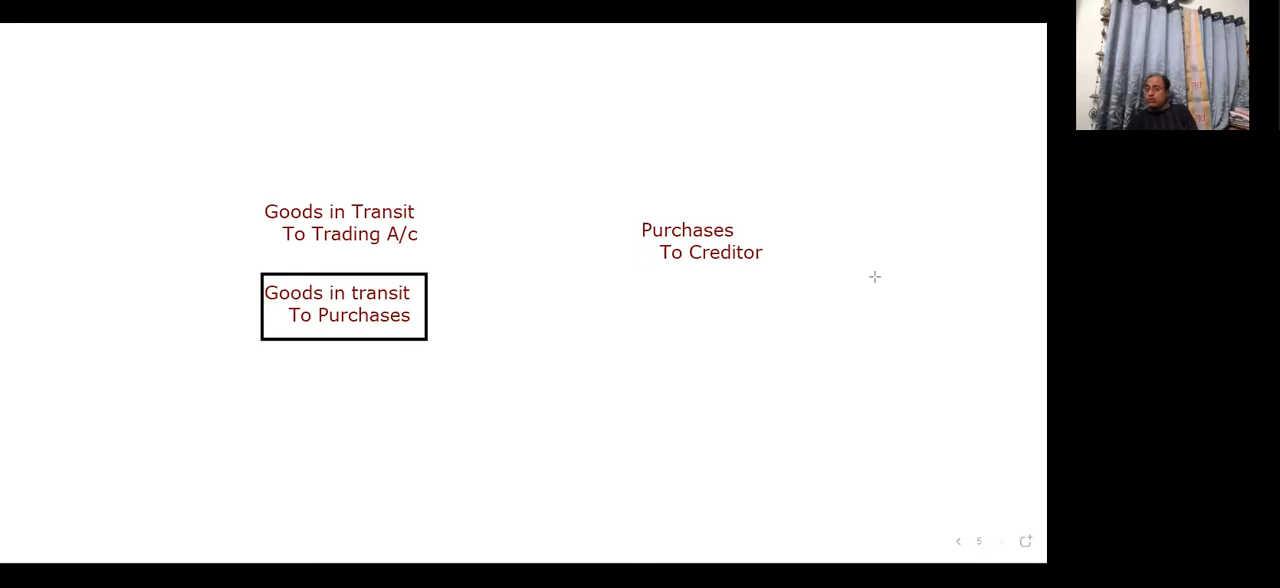 Goods in Transit
To Trading A/c
Goods in transit
To Purchases
Purchases
To Creditor
5